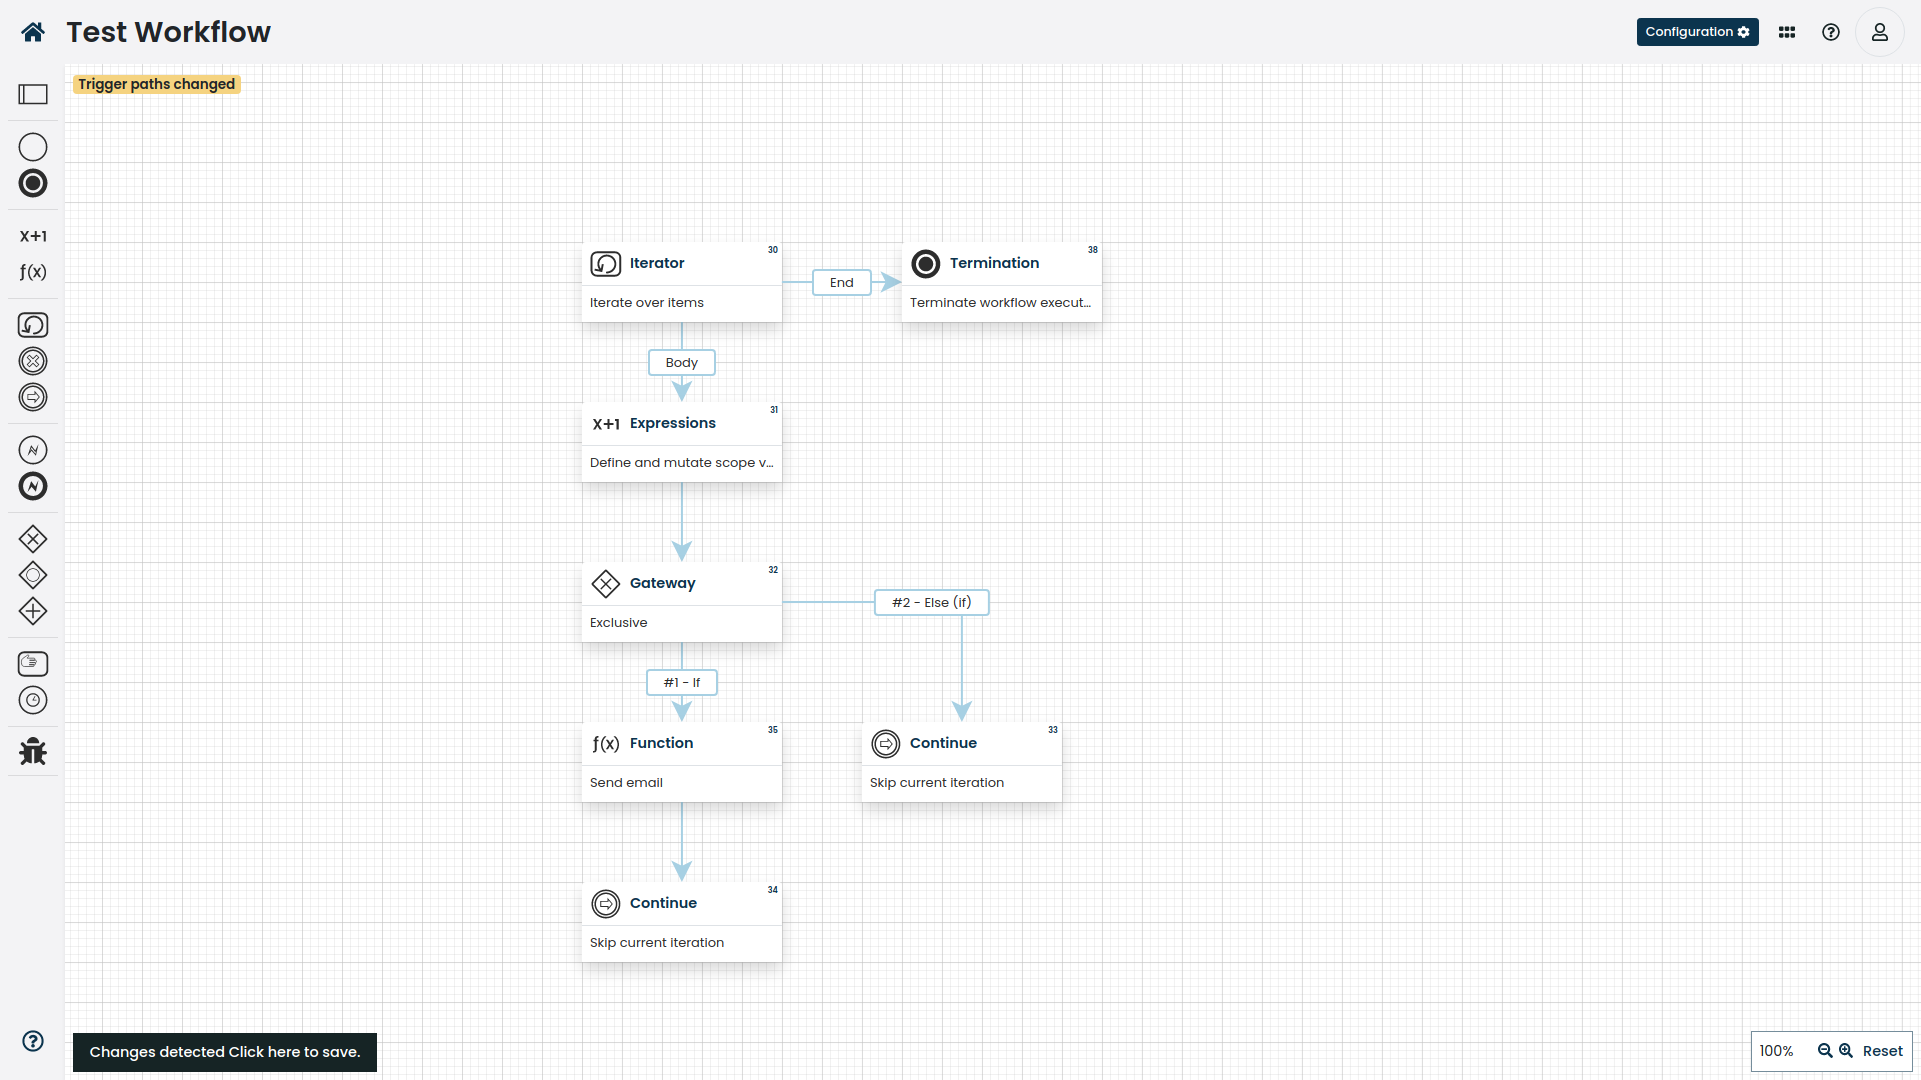 Test Workflow
Configuration
Trigger paths changed
X+1
ƒ(x)
30
Iterator
Iterate over items
End
38
Termination
Terminate workflow execut...
Body
31
X+1 Expressions
Define and mutate scope v...
32
Gateway
Exclusive
#2 - Else (if)
#1 - If
35
ƒ(x) Function
Send email
33
Continue
Skip current iteration
34
Continue
Skip current iteration
Changes detected Click here to save.
100% Reset